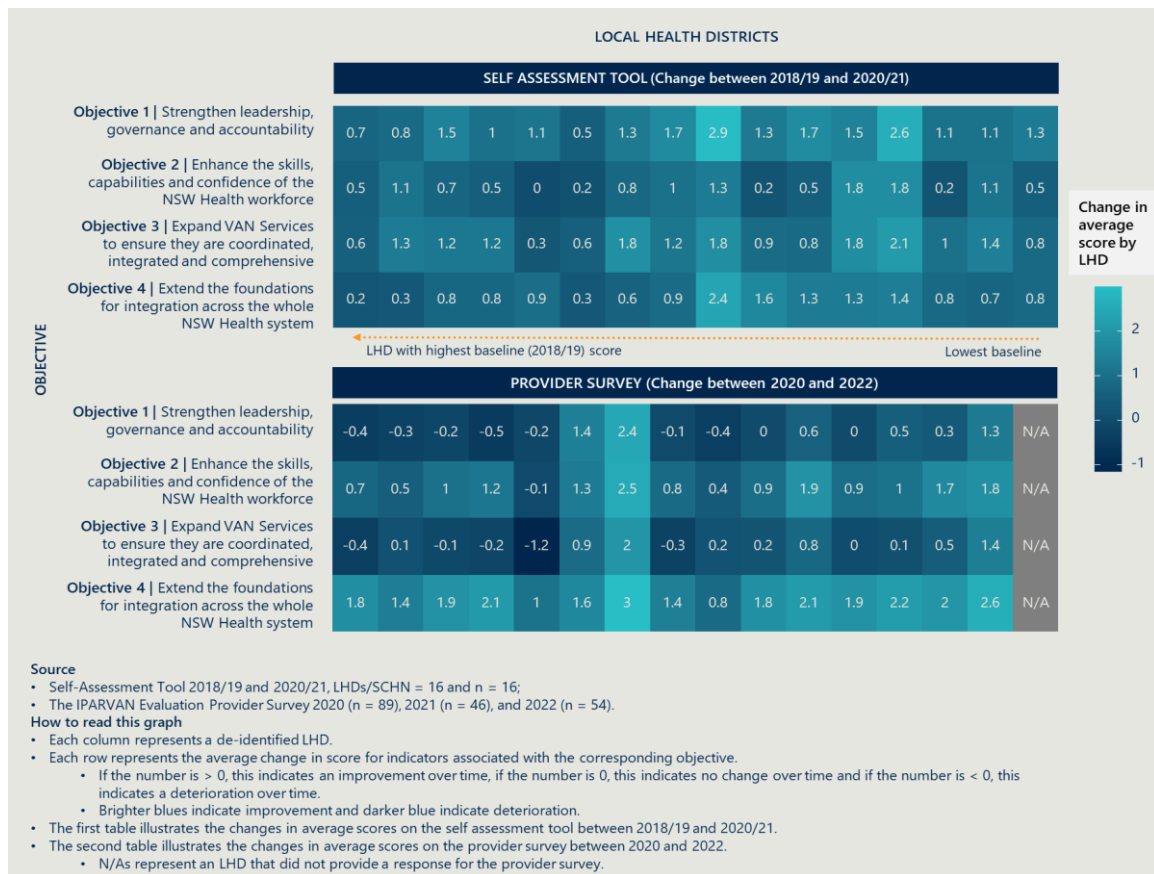 LOCAL HEALTH DISTRICTS
SELF ASSESSMENT TOOL (Change between 2018/19 and 2020/21)
Objective 1 | Strengthen leadership,
governance and accountability
0.7 0.8 1.5 1 1.1 0.5 1.3 1.7 2.9 1.3 1.7 1.5 2.6 1.1 1.1 1.3
Objective 2 | Enhance the skills,
capabilities and confidence of the
NSW Health workforce
0.5 1.1 0.7 0.5 0 0.2 0.8 1 1.3 0.2 0.5 1.8 1.8 0.2 1.1 0.5
Objective 3 | Expand VAN Services
to ensure they are coordinated,
integrated and comprehensive
0.6 1.3 1.2 1.2 0.3 0.6 1.8 1.2 1.8 0.9 0.8 1.8 2.1 1 1.4 0.8
Objective 4 | Extend the foundations
for integration across the whole
NSW Health system
0.2 0.3 0.8 0.8 0.9 0.3 0.6 0.9 2.4 1.6 1.3 1.3 1.4 0.8 0.7 0.8
LHD with highest baseline (2018/19) score Lowest baseline
OBJECTIVE
PROVIDER SURVEY (Change between 2020 and 2022)
Objective 1 | Strengthen leadership,
governance and accountability
-0.4 -0.3 -0.2 -0.5 -0.2 1.4 2.4 -0.1 -0.4 0 0.6 0 0.5 0.3 1.3 N/A
Objective 2 | Enhance the skills,
capabilities and confidence of the
NSW Health workforce
0.7 0.5 1 1.2 -0.1 1.3 2.5 0.8 0.4 0.9 1.9 0.9 1 1.7 1.8 N/A
Objective 3 | Expand VAN Services
to ensure they are coordinated,
integrated and comprehensive
-0.4 0.1 -0.1 -0.2 -1.2 0.9 2 -0.3 0.2 0.2 0.8 0 0.1 0.5 1.4 N/A
Objective 4 | Extend the foundations
for integration across the whole
NSW Health system
1.8 1.4 1.9 2.1 1 1.6 3 1.4 0.8 1.8 2.1 1.9 2.2 2 2.6 N/A
Change in
average
score by
LHD
2
1
0
-1
Source
• Self-Assessment Tool 2018/19 and 2020/21, LHDs/SCHN = 16 and n = 16;
• The IPARVAN Evaluation Provider Survey 2020 (n = 89), 2021 (n = 46), and 2022 (n = 54).
How to read this graph
• Each column represents a de-identified LHD.
• Each row represents the average change in score for indicators associated with the corresponding objective.
• If the number is > 0, this indicates an improvement over time, if the number is 0, this indicates no change over time and if the number is < 0, this
indicates a deterioration over time.
• Brighter blues indicate improvement and darker blue indicate deterioration.
• The first table illustrates the changes in average scores on the self assessment tool between 2018/19 and 2020/21.
• The second table illustrates the changes in average scores on the provider survey between 2020 and 2022.
• N/As represent an LHD that did not provide a response for the provider survey.